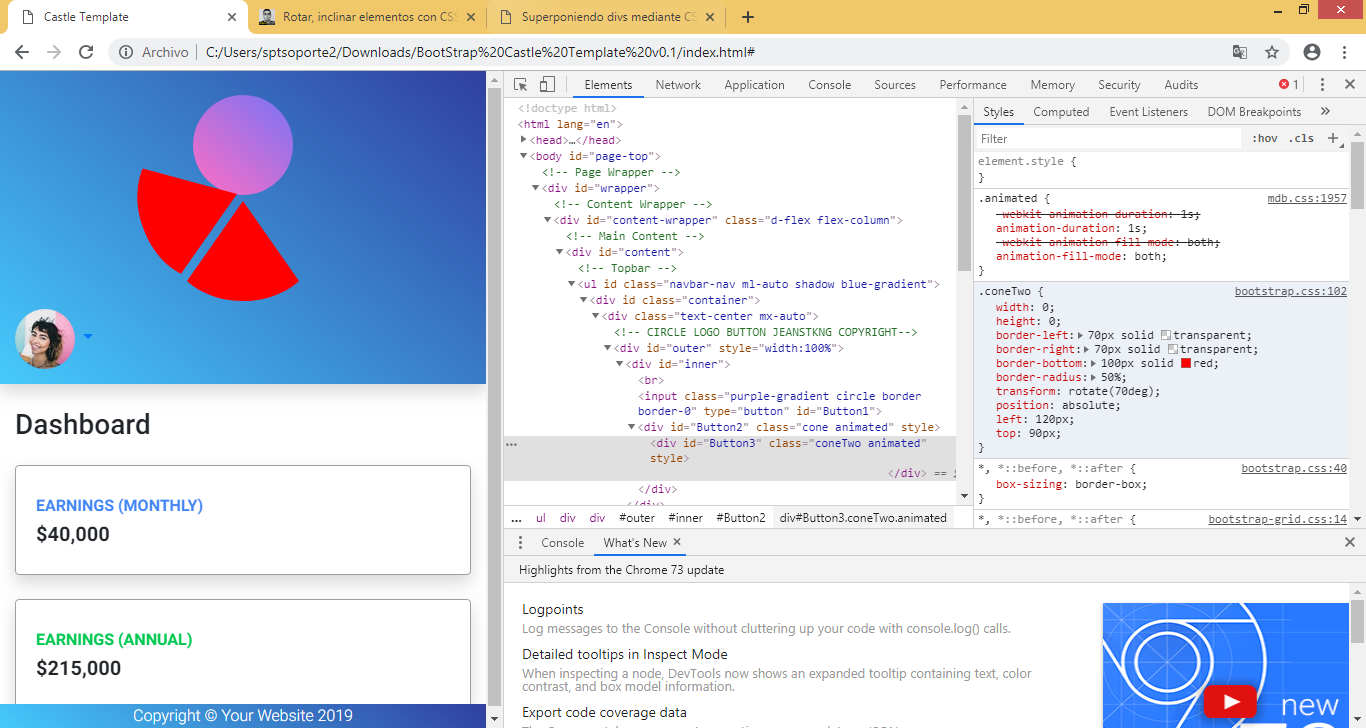 Castle Template
Rotar, inclinar elementos con CSS
Superponiendo divs mediante CS
Archivo
C:/Users/sptsoporte2/Downloads/BootStrap%20Castle%20Template%20v0.1/index.html#
Dashboard
EARNINGS (MONTHLY)
$40,000
EARNINGS (ANNUAL)
$215,000
Copyright © Your Website 2019
Elements Network Application Console Sources Performance Memory Security Audits 1
<!doctype html>
<html lang="en">
<head>…</head>
<body id="page-top">
<!-- Page Wrapper -->
<div id="wrapper">
<!-- Content Wrapper -->
<div id="content-wrapper" class="d-flex flex-column">
<!-- Main Content -->
<div id="content">
<!-- Topbar -->
<ul id class="navbar-nav ml-auto shadow blue-gradient">
<div id class="container">
<div class="text-center mx-auto">
<!-- CIRCLE LOGO BUTTON JEANSTKNG COPYRIGHT-->
<div id="outer" style="width:100%">
<div id="inner">
<br>
<input class="purple-gradient circle border
border-0" type="button" id="Button1">
<div id="Button2" class="cone animated" style>
... <div id="Button3" class="coneTwo animated"
style>
</div> ==
</div>
... ul div div #outer #inner #Button2 div#Button3.coneTwo.animated
Styles Computed Event Listeners DOM Breakpoints »
Filter :hov .cls +
element.style {
}
.animated { mdb.css:1957
-webkit-animation-duration: 1s;
animation-duration: 1s;
-webkit-animation-fill-mode: both;
animation-fill-mode: both;
}
.coneTwo { bootstrap.css:102
width: 0;
height: 0;
border-left: 70px solid transparent;
border-right: 70px solid transparent;
border-bottom: 100px solid red;
border-radius: 50%;
transform: rotate(70deg);
position: absolute;
left: 120px;
top: 90px;
}
*, *::before, *::after { bootstrap.css:40
box-sizing: border-box;
}
*, *::before, *::after { bootstrap-grid.css:14
Console What's New
Highlights from the Chrome 73 update
Logpoints
Log messages to the Console without cluttering up your code with console.log() calls.
Detailed tooltips in Inspect Mode
When inspecting a node, DevTools now shows an expanded tooltip containing text, color
contrast, and box model information.
Export code coverage data
new